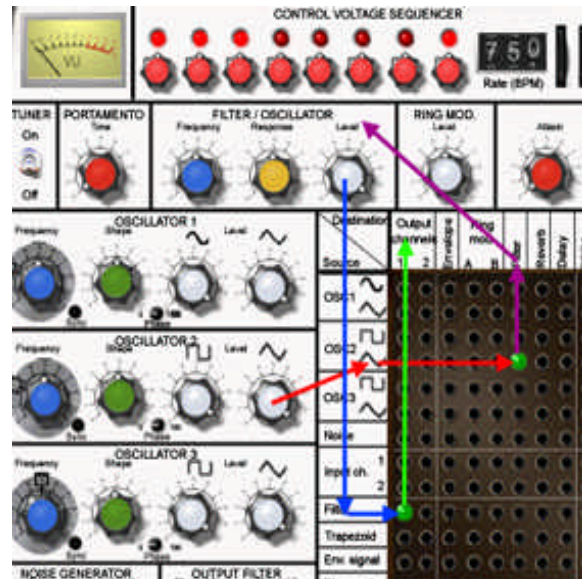 CONTROL VOLTAGE SEQUENCER
VU
750
Rate (BPM)
TUNER
On
Off
PORTAMENTO
Time
FILTER / OSCILLATOR
Frequency
Response
Level
RING MOD.
Level
Attack
OSCILLATOR 1
Frequency
Shape
Level
Sync
Phase
OSCILLATOR 2
Frequency
Shape
Level
Sync
Phase
OSCILLATOR 3
Frequency
Shape
Level
Sync
Phase
NOISE GENERATOR
OUTPUT FILTER
Destination
Source
Output
channels
1 2
Envelope
Ring
mod
A B
Filter
Reverb
Delay
OSC1
OSC2
OSC3
Noise
Input ch. 1
2
Filter
Trapezoid
Env. signal